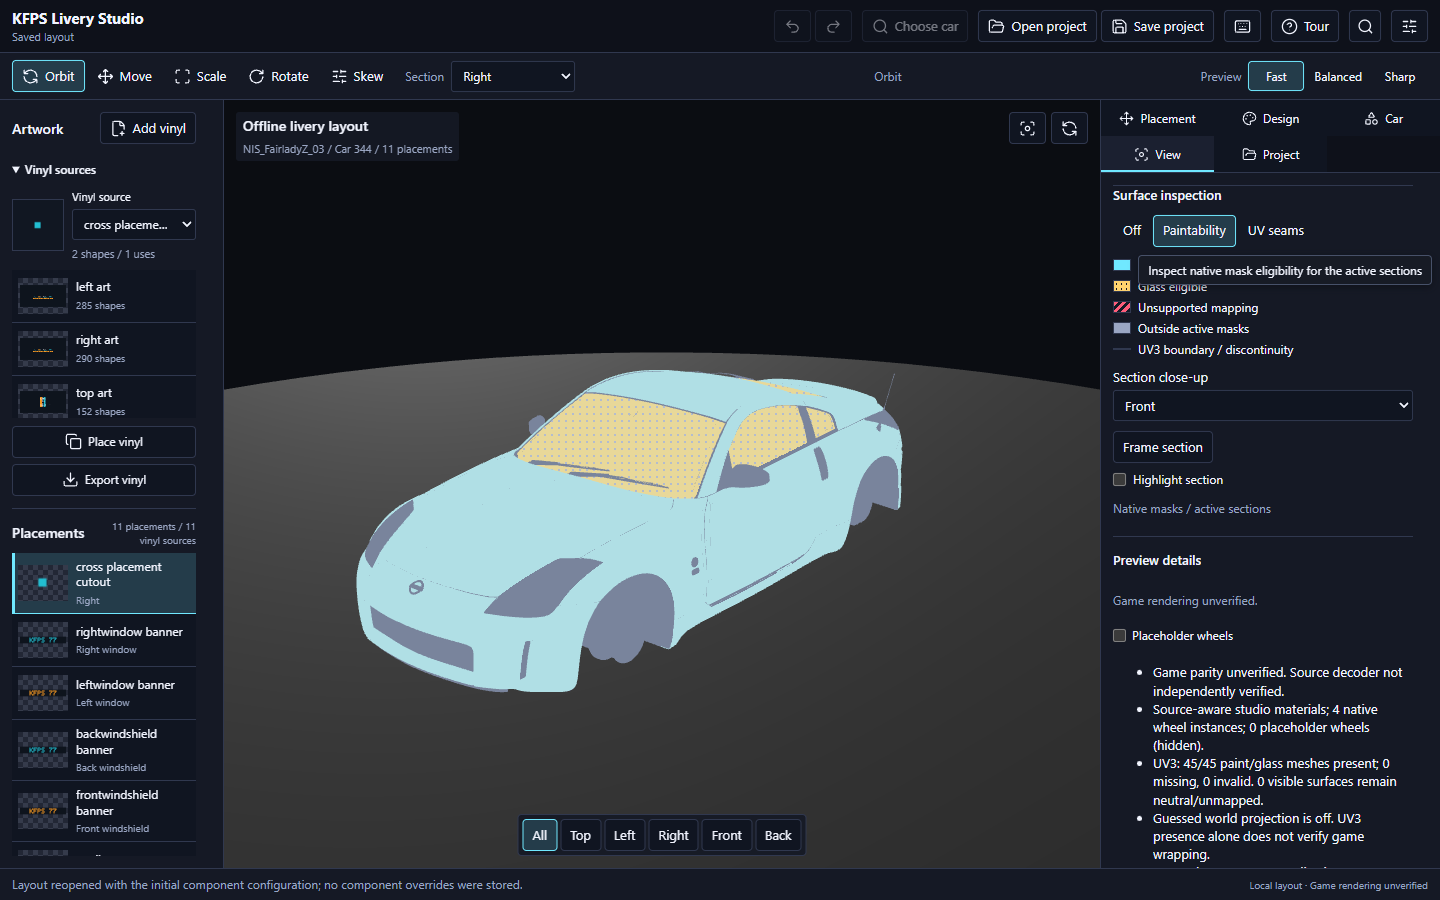 KFPS Livery Studio
Saved layout
Choose car
Open project
Save project
Tour
Orbit
Move
Scale
Rotate
Skew
Section
Right
Orbit
Preview
Fast
Balanced
Sharp
Artwork
Add vinyl
Vinyl sources
Vinyl source
cross placeme...
2 shapes / 1 uses
left art
285 shapes
right art
290 shapes
top art
152 shapes
Place vinyl
Export vinyl
Placements
11 placements / 11
vinyl sources
cross placement
cutout
Right
rightwindow banner
Right window
leftwindow banner
Left window
backwindshield
banner
Back windshield
frontwindshield
banner
Front windshield
Offline livery layout
NIS_FairladyZ_03 / Car 344 / 11 placements
All
Top
Left
Right
Front
Back
Placement
Design
Car
View
Project
Surface inspection
Off
Paintability
UV seams
Inspect native mask eligibility for the active sections
Glass eligible
Unsupported mapping
Outside active masks
UV3 boundary / discontinuity
Section close-up
Front
Frame section
Highlight section
Native masks / active sections
Preview details
Game rendering unverified.
Placeholder wheels
• Game parity unverified. Source decoder not
independently verified.
• Source-aware studio materials; 4 native
wheel instances; 0 placeholder wheels
(hidden).
• UV3: 45/45 paint/glass meshes present; 0
missing, 0 invalid. 0 visible surfaces remain
neutral/unmapped.
• Guessed world projection is off. UV3
presence alone does not verify game
wrapping.
Layout reopened with the initial component configuration; no component overrides were stored.
Local layout · Game rendering unverified